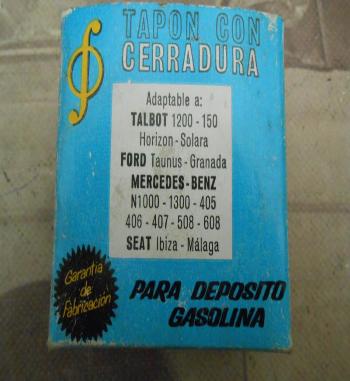 TAPON CON
CERRADURA
Adaptable a:
TALBOT 1200 - 150
Horizon - Solara
FORD Taunus - Granada
MERCEDES-BENZ
N1000 - 1300 - 405
406 - 407 - 508 - 608
SEAT Ibiza - Málaga
Garantía
de
Fabricación
PARA DEPOSITO
GASOLINA